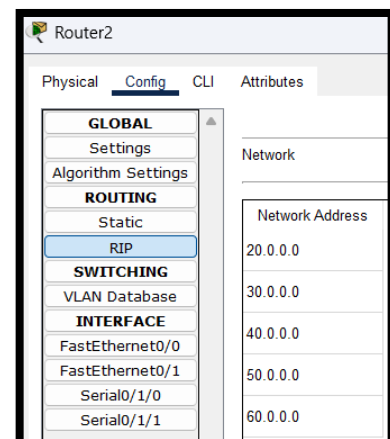 Router2
Physical Config CLI Attributes
GLOBAL
Settings
Algorithm Settings
ROUTING
Static
RIP
SWITCHING
VLAN Database
INTERFACE
FastEthernet0/0
FastEthernet0/1
Serial0/1/0
Serial0/1/1
Network
Network Address
20.0.0.0
30.0.0.0
40.0.0.0
50.0.0.0
60.0.0.0